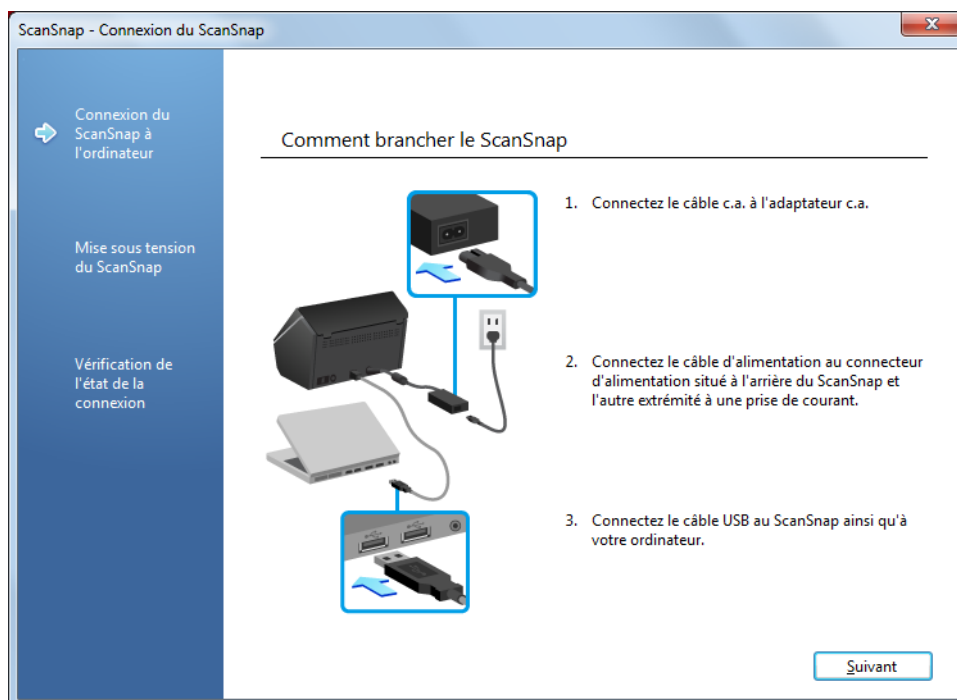 ScanSnap - Connexion du ScanSnap
Connexion du
ScanSnap à
l'ordinateur
Mise sous tension
du ScanSnap
Vérification de
l'état de la
connexion
Comment brancher le ScanSnap
1. Connectez le câble c.a. à l'adaptateur c.a.
2. Connectez le câble d'alimentation au connecteur
d'alimentation situé à l'arrière du ScanSnap et
l'autre extrémité à une prise de courant.
3. Connectez le câble USB au ScanSnap ainsi qu'à
votre ordinateur.
Suivant